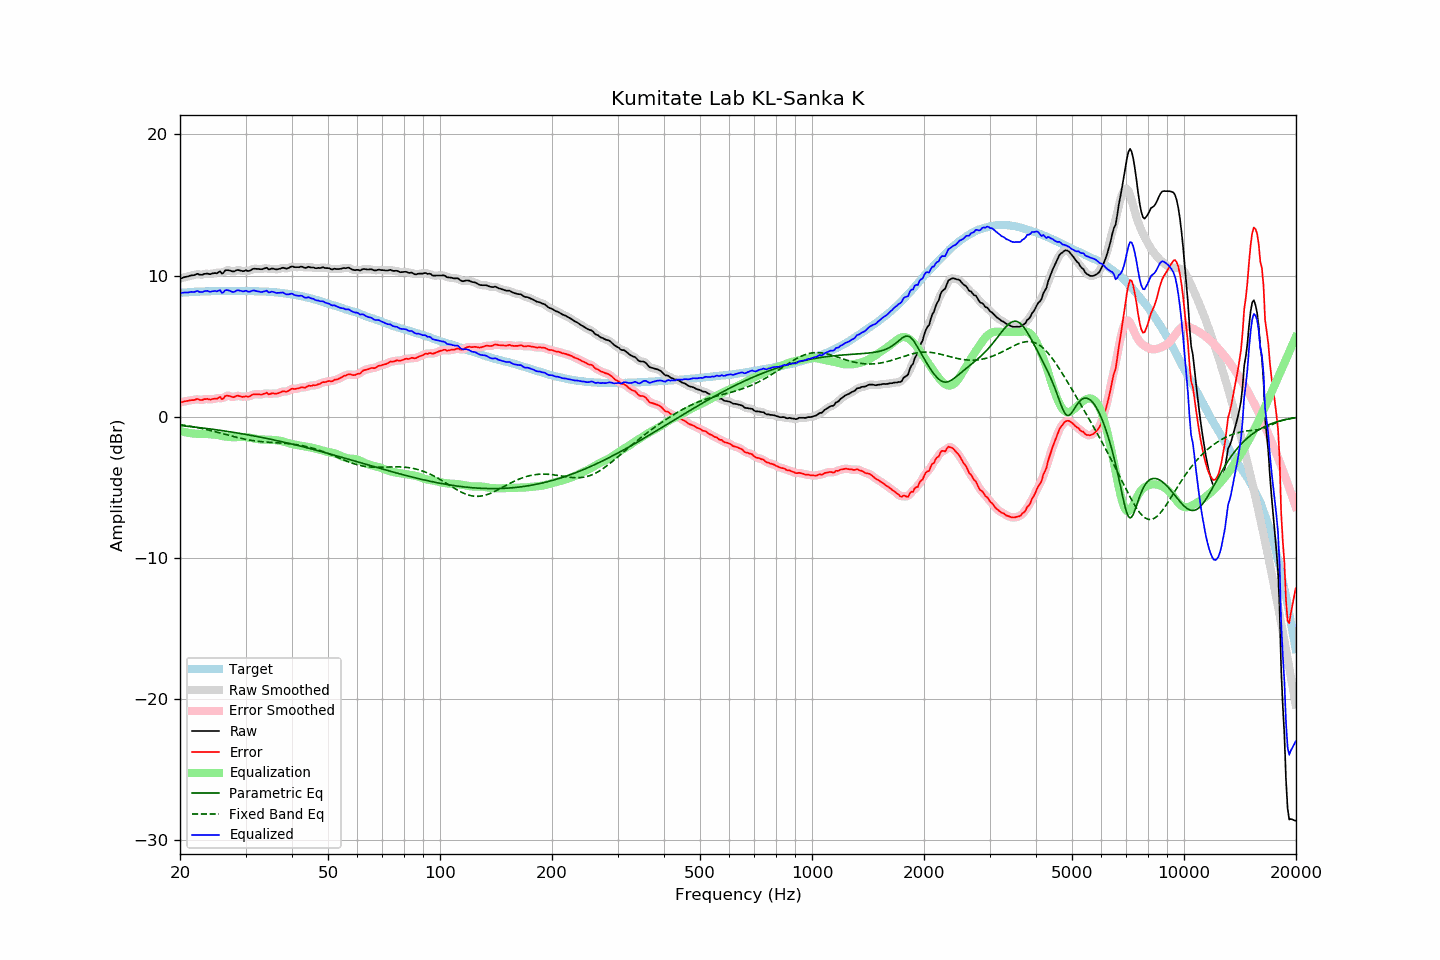 Kumitate Lab KL-Sanka K
Amplitude (dBr)
20
10
0
−10
−20
−30
Target
Raw Smoothed
Error Smoothed
Raw
Error
Equalization
Parametric Eq
Fixed Band Eq
Equalized
20 50 100 200 500 1000 2000 5000 10000 20000
Frequency (Hz)